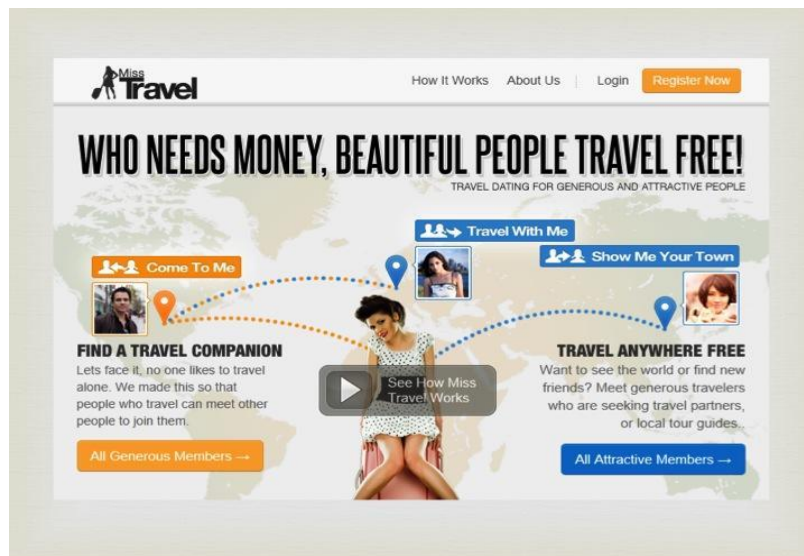 Miss
Travel
How It Works About Us Login Register Now
WHO NEEDS MONEY, BEAUTIFUL PEOPLE TRAVEL FREE!
TRAVEL DATING FOR GENEROUS AND ATTRACTIVE PEOPLE
Travel With Me
Show Me Your Town
Come To Me
FIND A TRAVEL COMPANION
Lets face it, no one likes to travel
alone. We made this so that
people who travel can meet other
people to join them.
All Generous Members →
See How Miss
Travel Works
TRAVEL ANYWHERE FREE
Want to see the world or find new
friends? Meet generous travelers
who are seeking travel partners,
or local tour guides..
All Attractive Members →